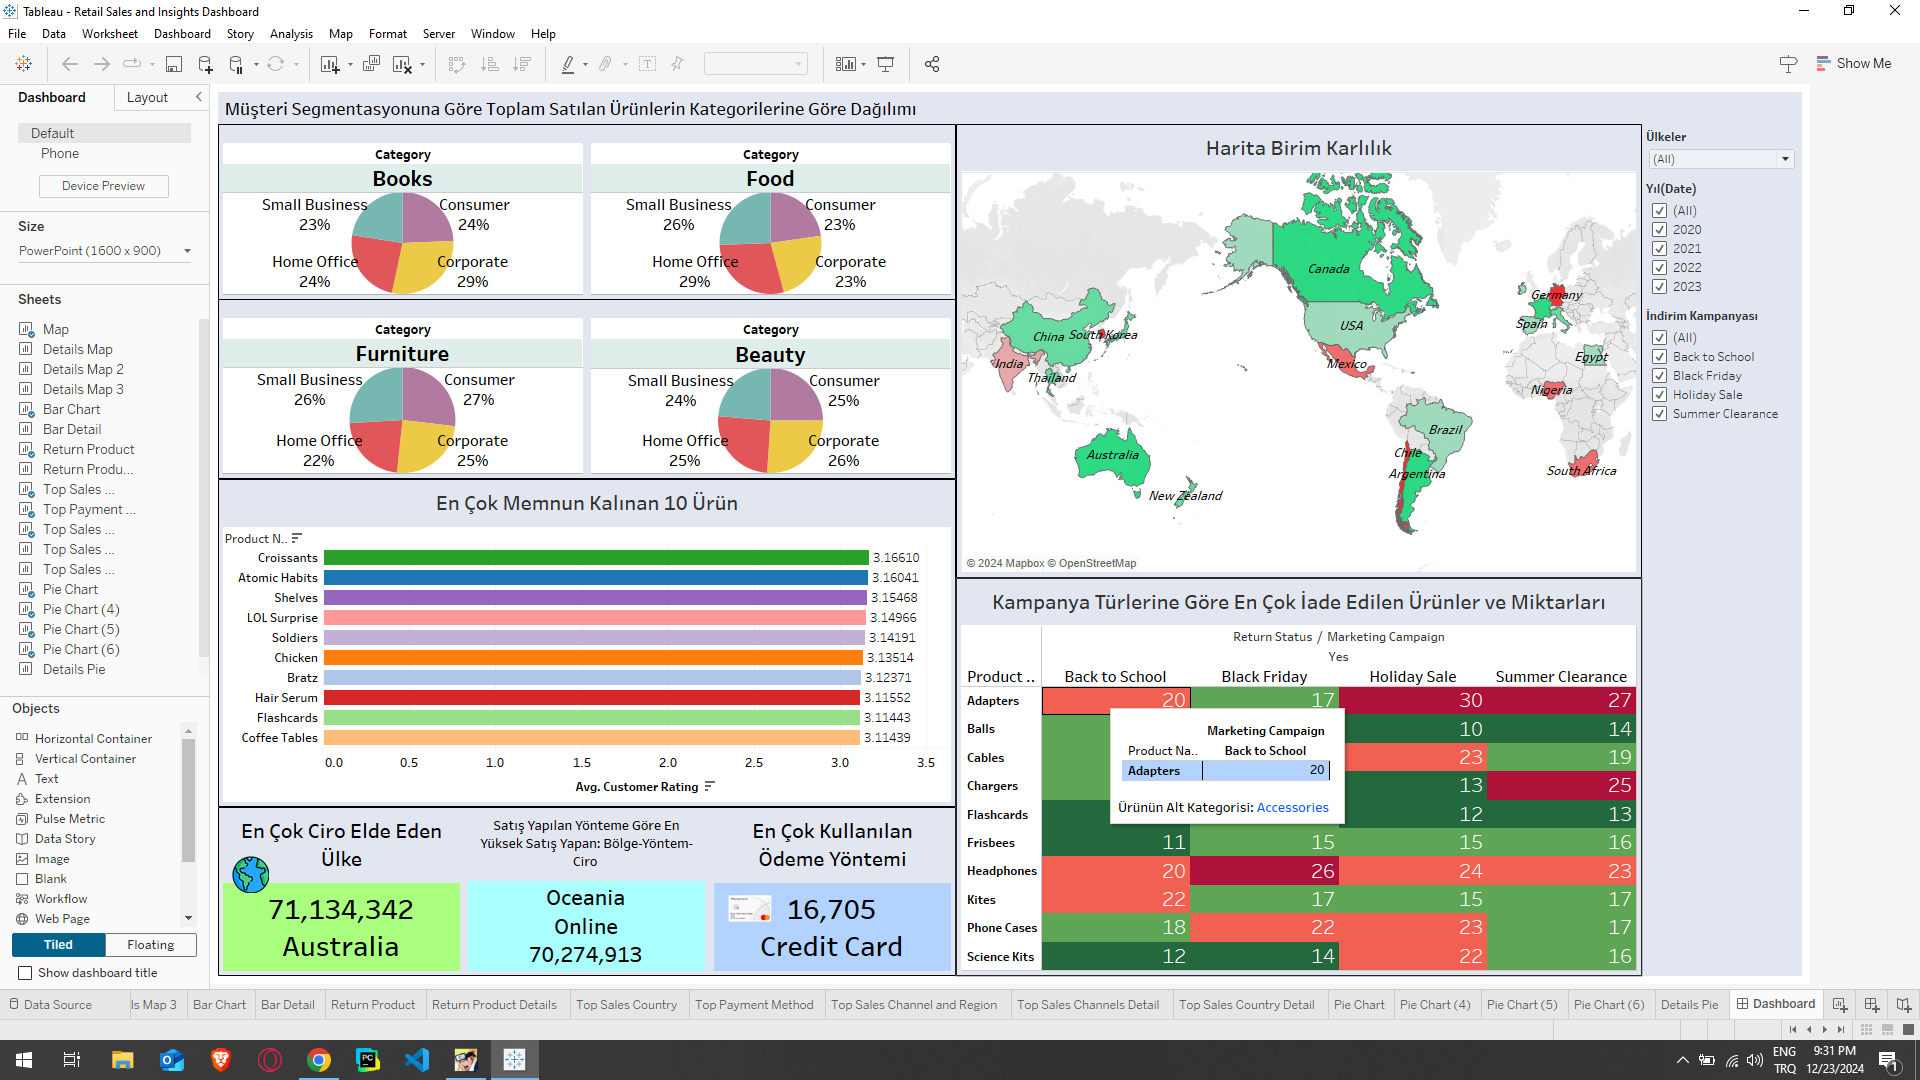 Tableau - Retail Sales and Insights Dashboard
File Data Worksheet Dashboard Story Analysis Map Format Server Window Help
Show Me
Dashboard Layout
Default
Phone
Device Preview
Size
PowerPoint (1600 x 900)
Sheets
Map
Details Map
Details Map 2
Details Map 3
Bar Chart
Bar Detail
Return Product
Return Produ...
Top Sales ...
Top Payment ...
Top Sales ...
Top Sales ...
Top Sales ...
Pie Chart
Pie Chart (4)
Pie Chart (5)
Pie Chart (6)
Details Pie
Objects
Horizontal Container
Vertical Container
Text
Extension
Pulse Metric
Data Story
Image
Blank
Workflow
Web Page
Tiled Floating
Show dashboard title
Müşteri Segmentasyonuna Göre Toplam Satılan Ürünlerin Kategorilerine Göre Dağılımı
Category
Books
Small Business 23%
Consumer 24%
Home Office 24%
Corporate 29%
Category
Food
Small Business 26%
Consumer 23%
Home Office 29%
Corporate 23%
Category
Furniture
Small Business 26%
Consumer 27%
Home Office 22%
Corporate 25%
Category
Beauty
Small Business 24%
Consumer 25%
Home Office 25%
Corporate 26%
En Çok Memnun Kalınan 10 Ürün
Product N..
Croissants 3.16610
Atomic Habits 3.16041
Shelves 3.15468
LOL Surprise 3.14966
Soldiers 3.14191
Chicken 3.13514
Bratz 3.12371
Hair Serum 3.11552
Flashcards 3.11443
Coffee Tables 3.11439
0.0 0.5 1.0 1.5 2.0 2.5 3.0 3.5
Avg. Customer Rating
En Çok Ciro Elde Eden
Ülke
71,134,342
Australia
Satış Yapılan Yönteme Göre En
Yüksek Satış Yapan: Bölge-Yöntem-
Ciro
Oceania
Online
70,274,913
En Çok Kullanılan
Ödeme Yöntemi
16,705
Credit Card
Harita Birim Karlılık
Canada
USA
Mexico
Brazil
Chile
Argentina
Germany
Spain
Egypt
Nigeria
South Africa
China
South Korea
India
Thailand
Australia
New Zealand
© 2024 Mapbox © OpenStreetMap
Kampanya Türlerine Göre En Çok İade Edilen Ürünler ve Miktarları
Return Status / Marketing Campaign
Yes
Product .. Back to School Black Friday Holiday Sale Summer Clearance
Adapters 20 17 30 27
Balls 10 14
Cables 23 19
Chargers 13 25
Flashcards 12 13
Frisbees 11 15 15 16
Headphones 20 26 24 23
Kites 22 17 15 17
Phone Cases 18 22 23 17
Science Kits 12 14 22 16
Marketing Campaign
Product Na.. Back to School
Adapters 20
Ürünün Alt Kategorisi: Accessories
Ülkeler
(All)
Yıl(Date)
(All)
2020
2021
2022
2023
İndirim Kampanyası
(All)
Back to School
Black Friday
Holiday Sale
Summer Clearance
Data Source ls Map 3 Bar Chart Bar Detail Return Product Return Product Details Top Sales Country Top Payment Method Top Sales Channel and Region Top Sales Channels Detail Top Sales Country Detail Pie Chart Pie Chart (4) Pie Chart (5) Pie Chart (6) Details Pie Dashboard
PC
ENG
TRQ
9:31 PM
12/23/2024
1